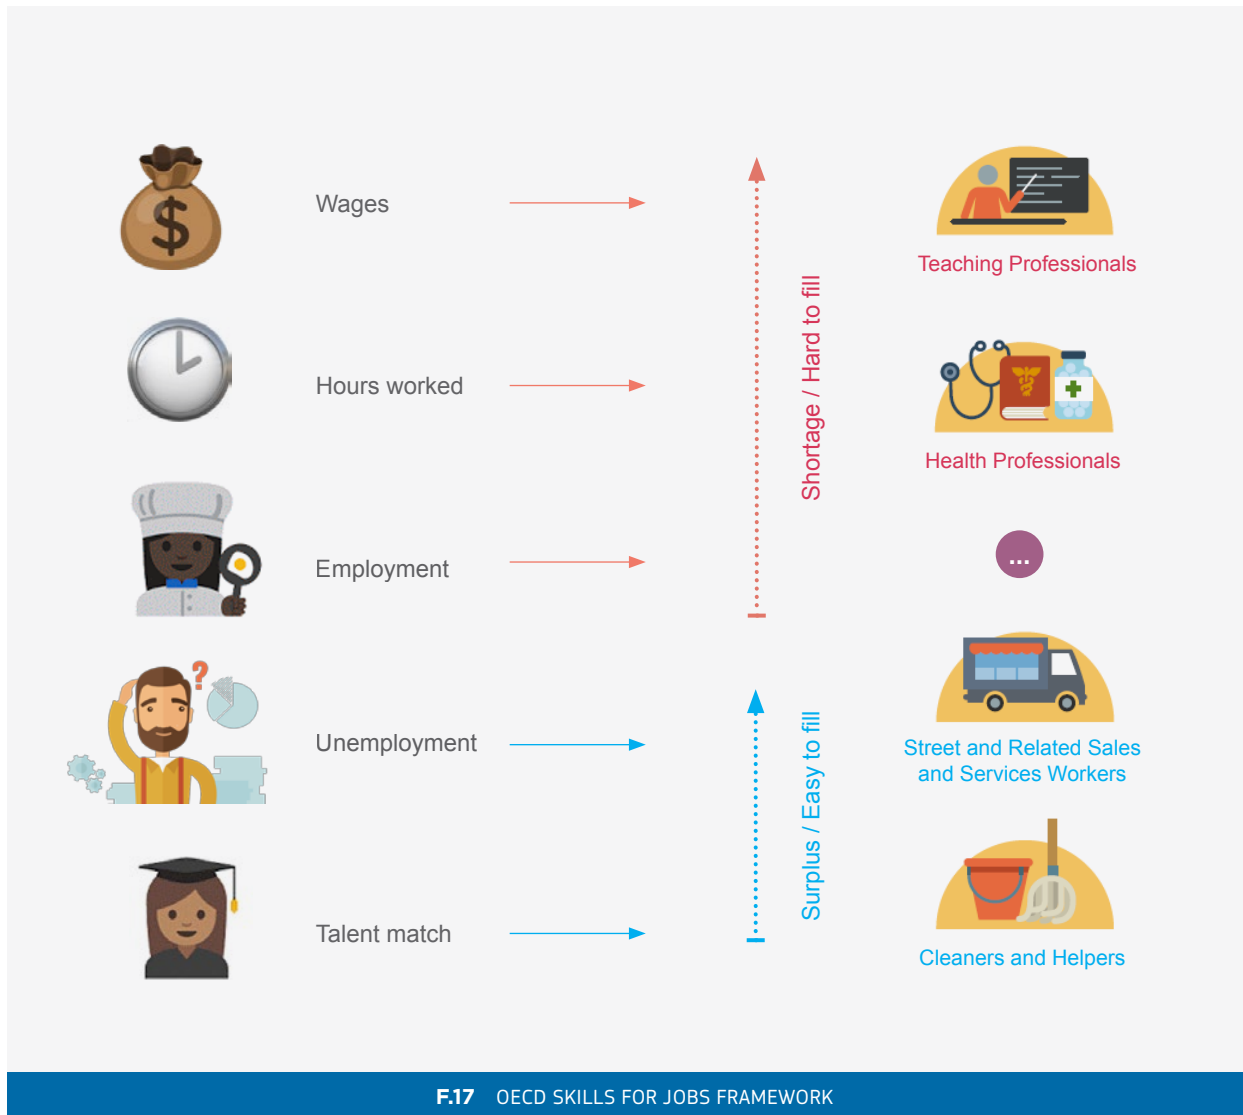 $
Wages
Hours worked
Employment
?
Unemployment
Talent match
Shortage / Hard to fill
Surplus / Easy to fill
Teaching Professionals
Health Professionals
...
Street and Related Sales
and Services Workers
Cleaners and Helpers
F.17 OECD SKILLS FOR JOBS FRAMEWORK